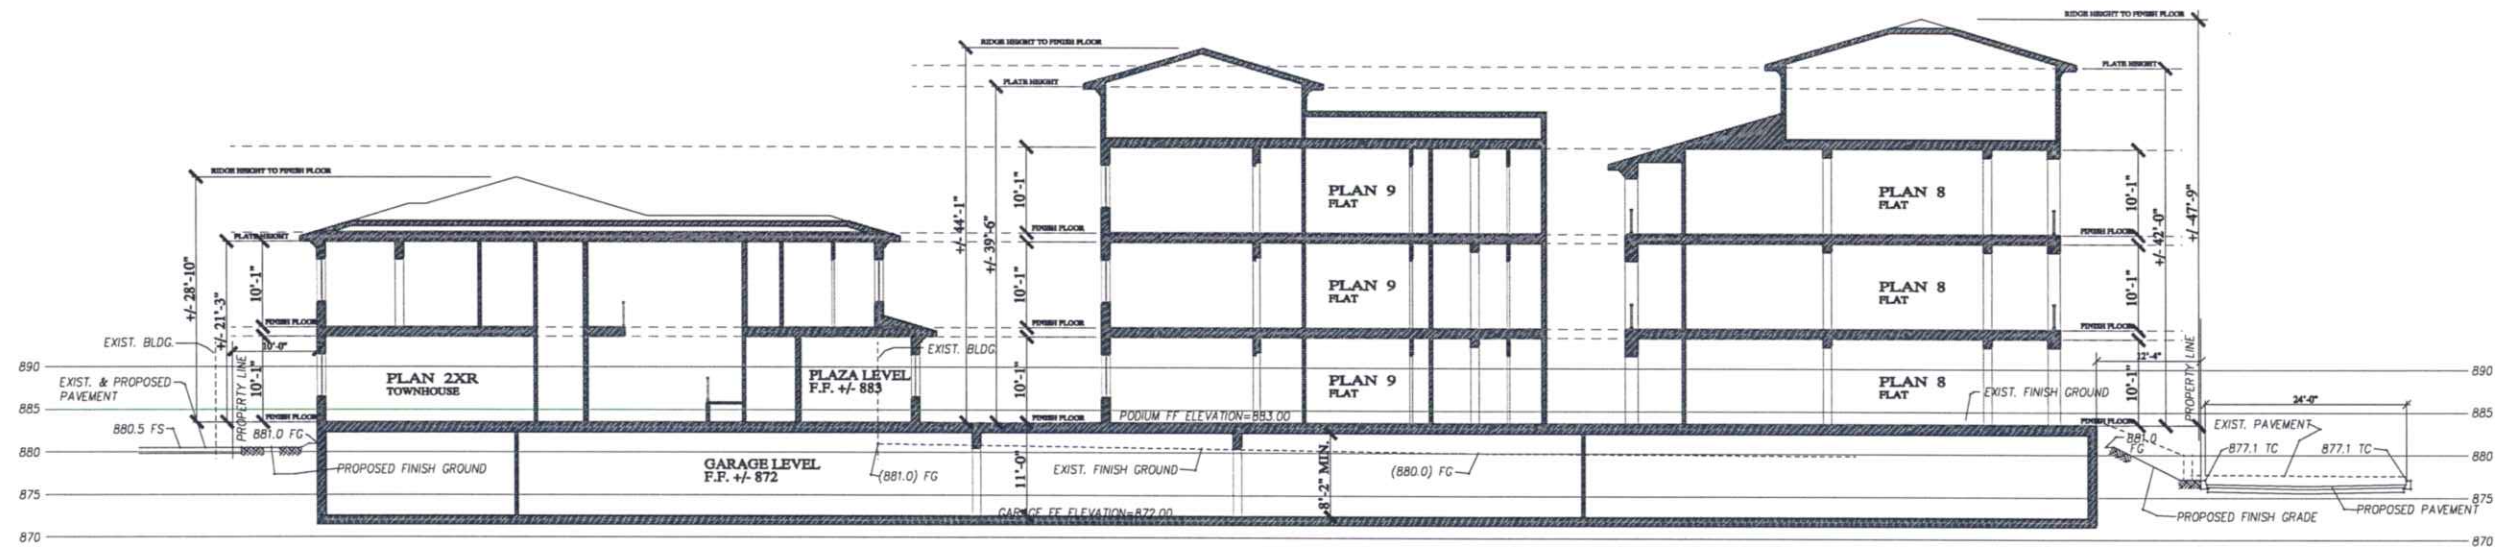 RIDGE HEIGHT TO FINISH FLOOR
PLATE HEIGHT
+/- 28'-10"
+/- 21'-3"
10'-1"
FINISH FLOOR
10'-1"
FINISH FLOOR
10'-0"
EXIST. BLDG.
PROPERTY LINE
EXIST. & PROPOSED
PAVEMENT
880.5 FS
881.0 FG
PROPOSED FINISH GROUND
PLAN 2XR
TOWNHOUSE
PLAZA LEVEL
F.F. +/- 883
EXIST. BLDG.
GARAGE LEVEL
F.F. +/- 872
(881.0) FG
RIDGE HEIGHT TO FINISH FLOOR
PLATE HEIGHT
+/- 44'-1"
+/- 39'-6"
10'-1"
FINISH FLOOR
10'-1"
FINISH FLOOR
10'-1"
FINISH FLOOR
PLAN 9
FLAT
PLAN 9
FLAT
PLAN 9
FLAT
PODIUM FF ELEVATION=883.00
11'-0"
EXIST. FINISH GROUND
8'-2" MIN.
(880.0) FG
GARAGE FF ELEVATION=872.00
RIDGE HEIGHT TO FINISH FLOOR
PLATE HEIGHT
PLAN 8
FLAT
PLAN 8
FLAT
PLAN 8
FLAT
10'-1"
FINISH FLOOR
10'-1"
FINISH FLOOR
10'-1"
FINISH FLOOR
+/- 42'-0"
+/- 47'-9"
12'-4"
PROPERTY LINE
EXIST. FINISH GROUND
24'-0"
EXIST. PAVEMENT
881.0
FG
877.1 TC
877.1 TC
PROPOSED FINISH GRADE
PROPOSED PAVEMENT
890
885
880
875
870
890
885
880
875
870